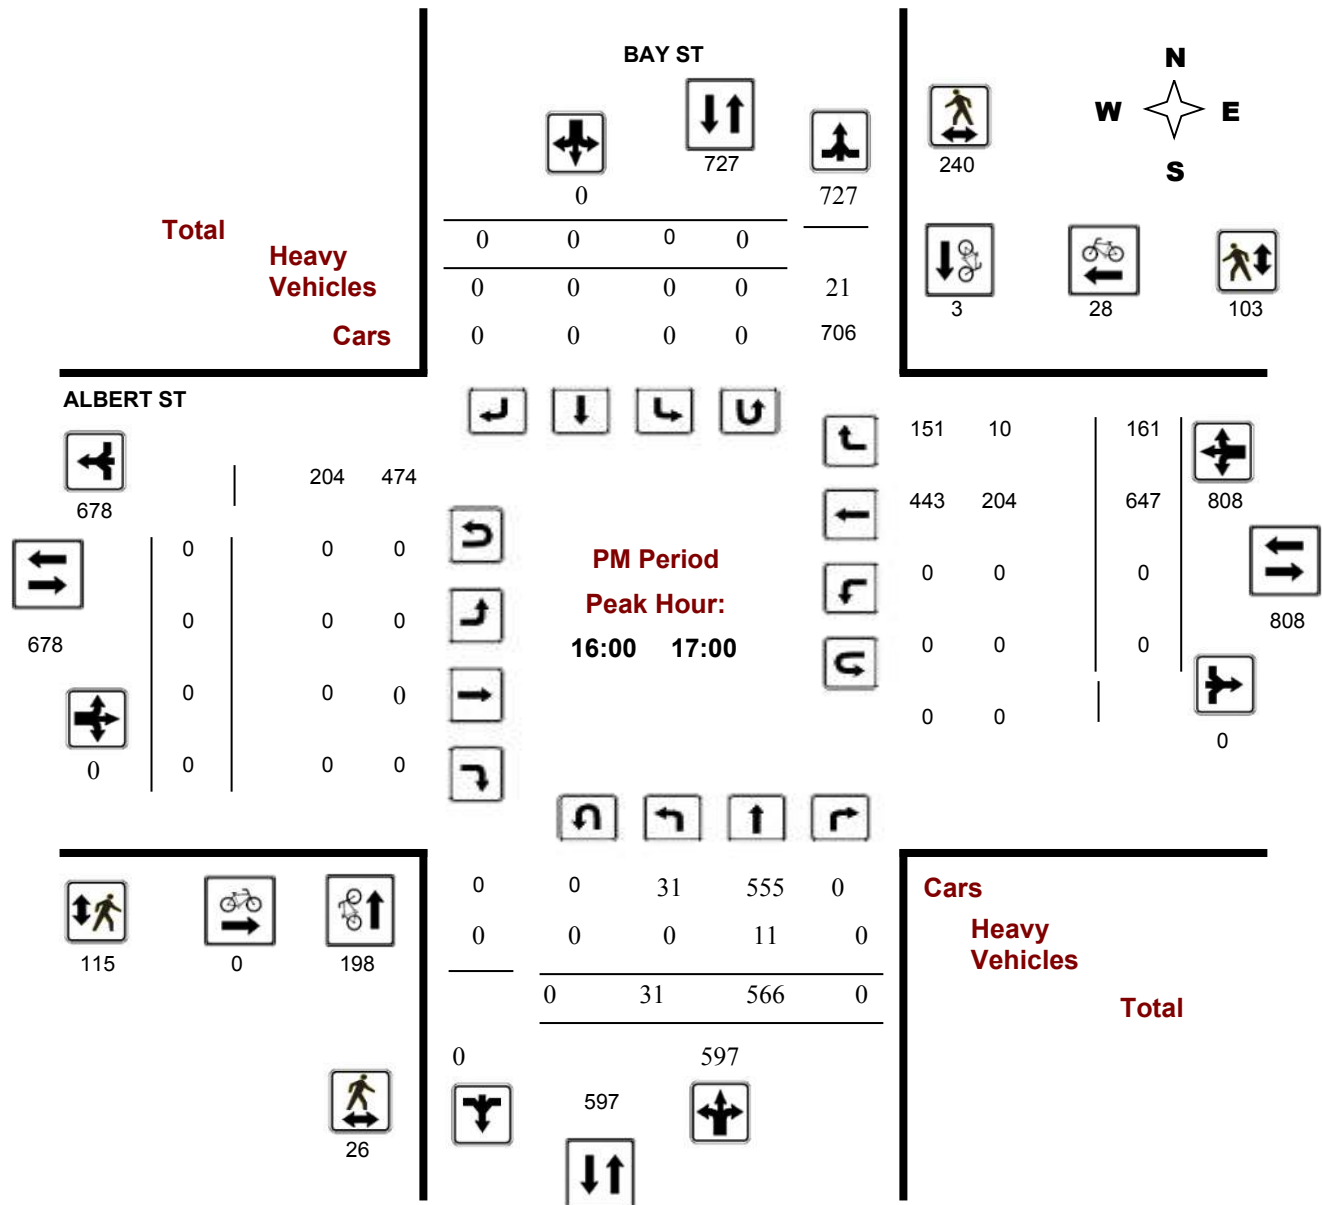 BAY ST
N
W E
S
727
240
0 727
Total
0 0 0 0
Heavy
Vehicles
0 0 0 0 21
3 28 103
Cars
0 0 0 0 706
ALBERT ST
151 10 161
204 474
678
443 204 647 808
0 0 0
PM Period
0 0 0
Peak Hour:
0 0 0
808
678
16:00 17:00
0 0 0
0 0 0
0 0
0
0 0 0 0
0 0 31 555 0
Cars
0 0 0 11 0
Heavy
Vehicles
115 0 198
0 31 566 0
Total
0 597
597
26